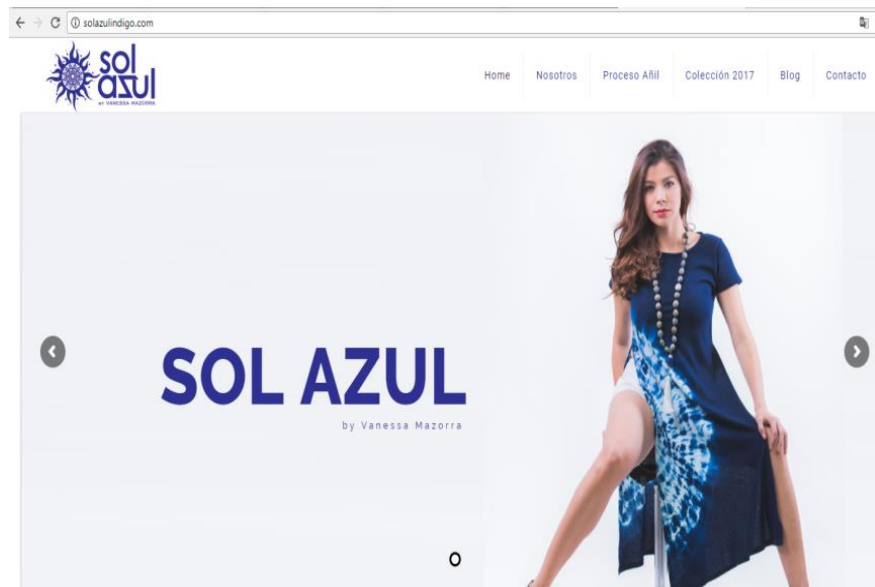 solazulindigo.com
sol
azul
BY VANESSA MAZORRA
Home Nosotros Proceso Añil Colección 2017 Blog Contacto
SOL AZUL
by Vanessa Mazorra